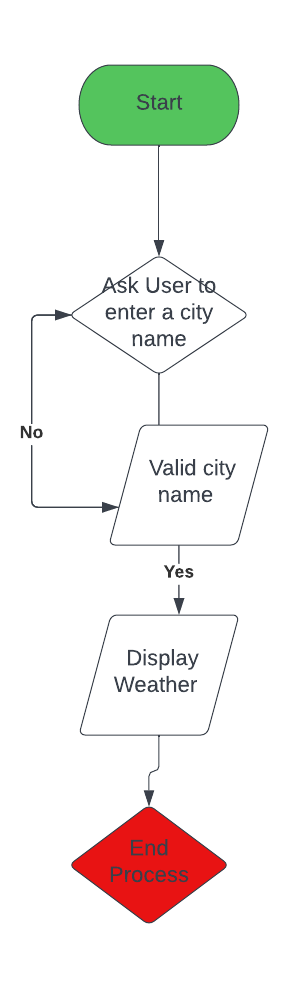 Start
Ask User to
enter a city
name
No
Valid city
name
Yes
Display
Weather
End
Process